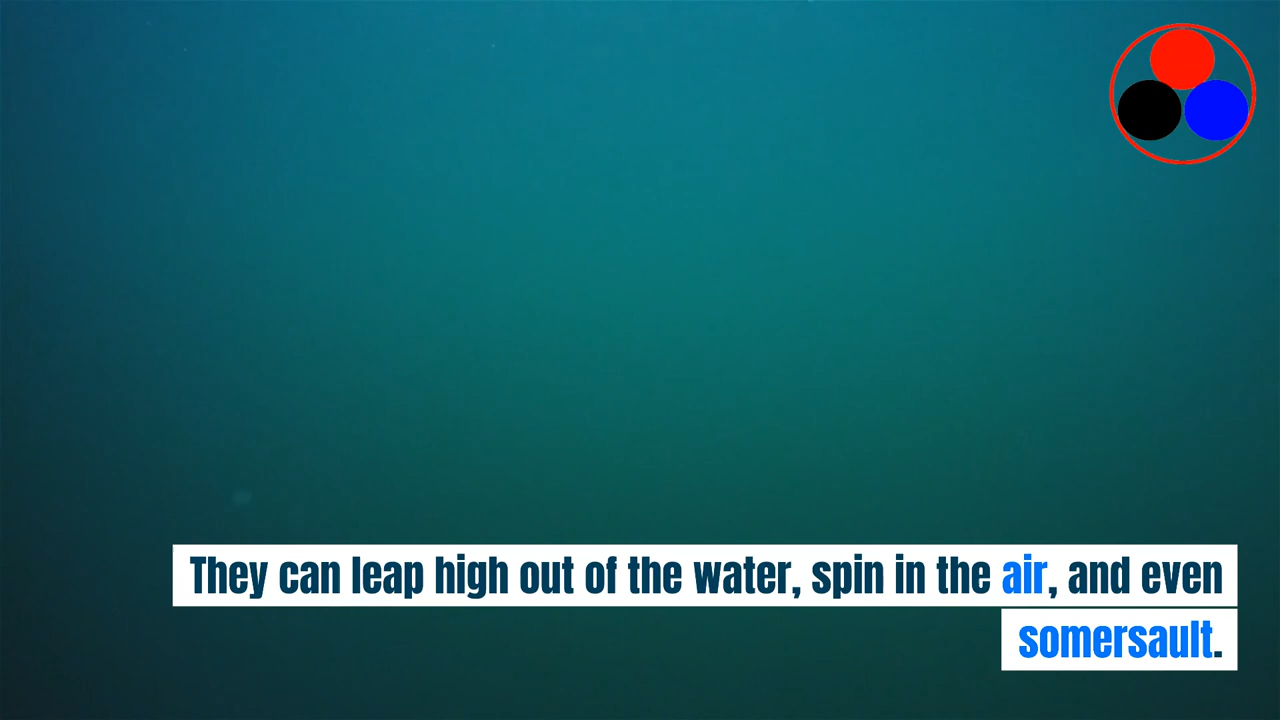 They can leap high out of the water, spin in the air, and even
somersault.